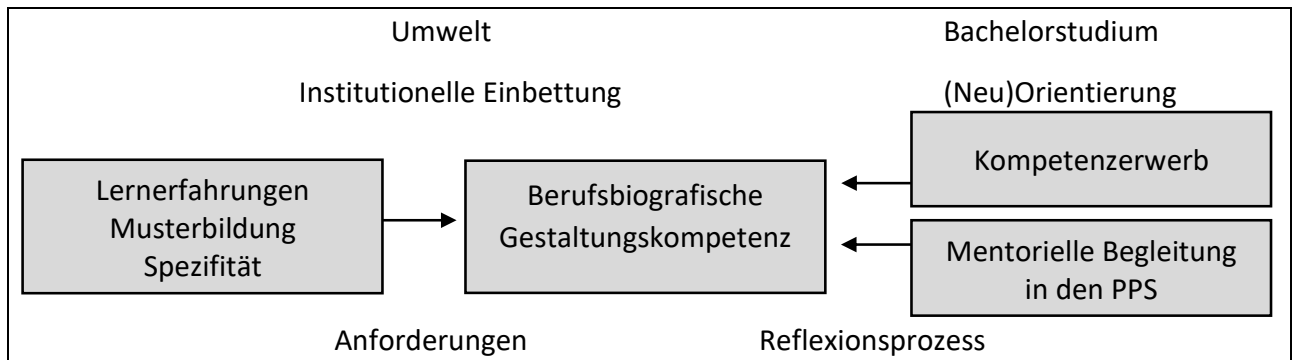 Umwelt
Bachelorstudium
Institutionelle Einbettung
(Neu)Orientierung
Lernerfahrungen
Musterbildung
Spezifität
Berufsbiografische
Gestaltungskompetenz
Kompetenzerwerb
Mentorielle Begleitung
in den PPS
Anforderungen
Reflexionsprozess